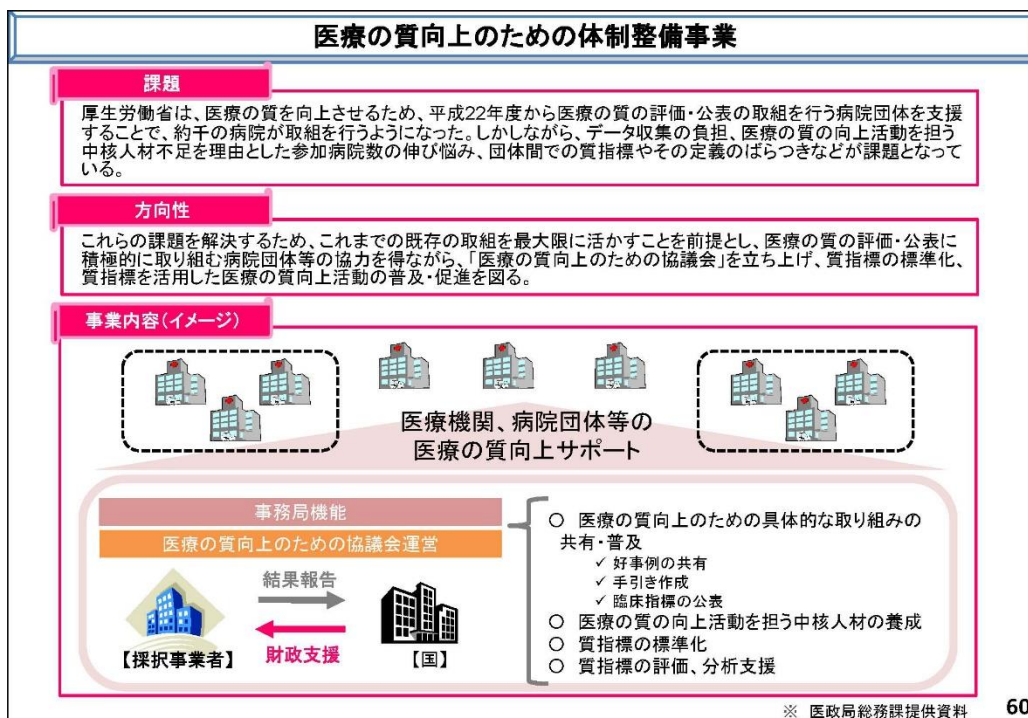 医療の質向上のための体制整備事業
課題
厚生労働省は、医療の質を向上させるため、平成22年度から医療の質の評価・公表の取組を行う病院団体を支援
することで、約千の病院が取組を行うようになった。しかしながら、データ収集の負担、医療の質の向上活動を担う
中核人材不足を理由とした参加病院数の伸び悩み、団体間での質指標やその定義のばらつきなどが課題となって
いる。
方向性
これらの課題を解決するため、これまでの既存の取組を最大限に活かすことを前提とし、医療の質の評価・公表に
積極的に取り組む病院団体等の協力を得ながら、「医療の質向上のための協議会」を立ち上げ、質指標の標準化、
質指標を活用した医療の質向上活動の普及・促進を図る。
事業内容(イメージ)
医療機関、病院団体等の
医療の質向上サポート
事務局機能
医療の質向上のための協議会運営
結果報告
財政支援
【採択事業者】
【国】
○ 医療の質向上のための具体的な取り組みの
共有・普及
✓ 好事例の共有
✓ 手引き作成
✓ 臨床指標の公表
○ 医療の質の向上活動を担う中核人材の養成
○ 質指標の標準化
○ 質指標の評価、分析支援
※ 医政局総務課提供資料
60